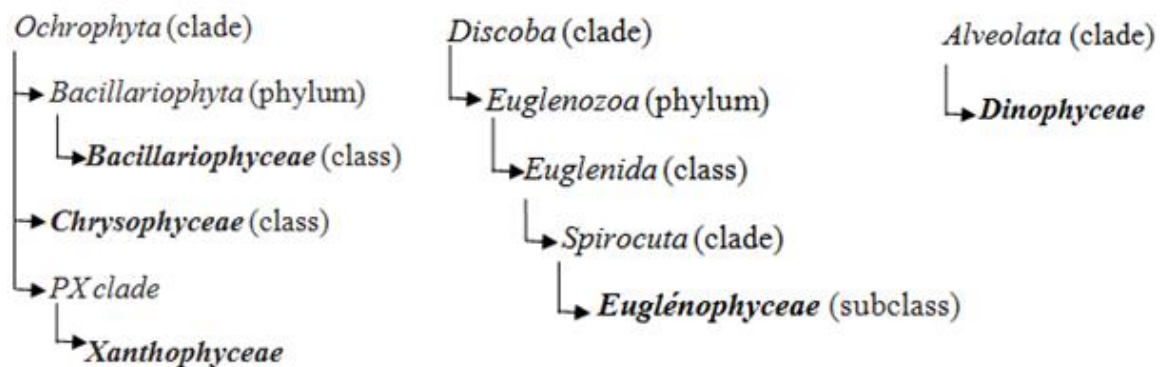 Ochrophyta (clade)
Bacillariophyta (phylum)
Bacillariophyceae (class)
Chrysophyceae (class)
PX clade
Xanthophyceae
Discoba (clade)
Euglenozoa (phylum)
Euglenida (class)
Spirocuta (clade)
Euglénophyceae (subclass)
Alveolata (clade)
Dinophyceae